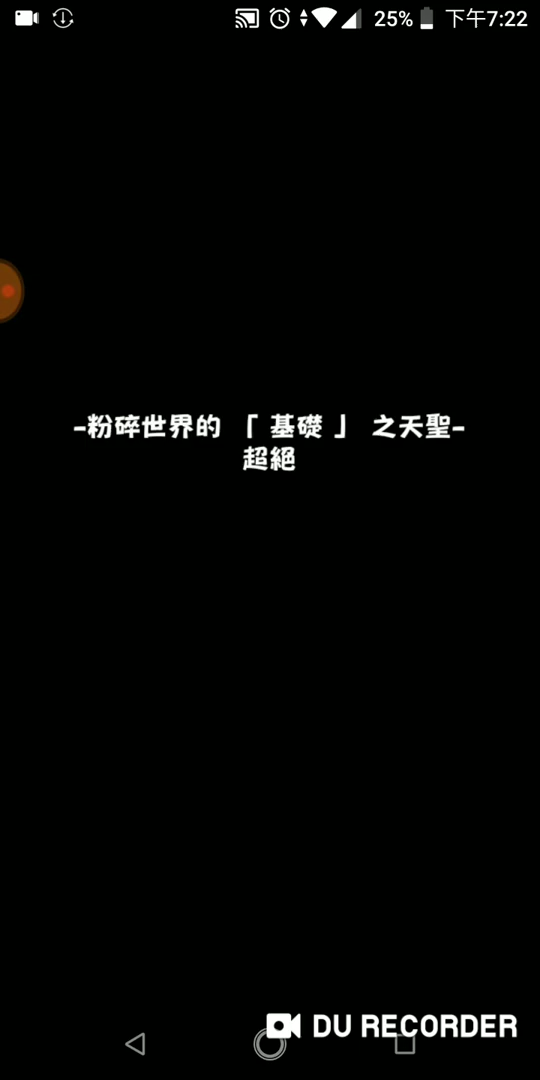 25% 下午7:22
-粉碎世界的 「 基礎 」 之天聖-
超絕
DU RECORDER